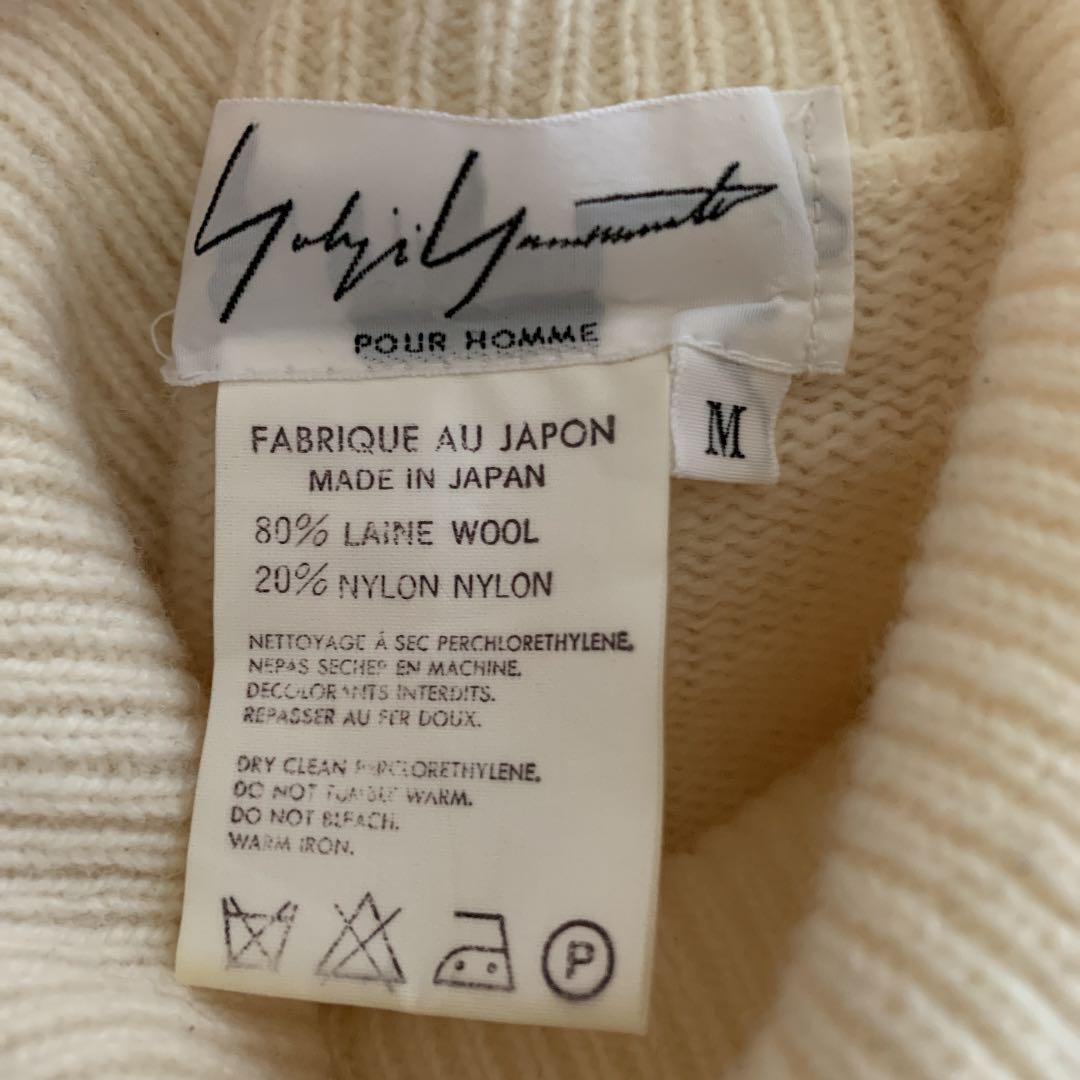 Yohji Yamamoto
POUR HOMME
M
FABRIQUE AU JAPON
MADE IN JAPAN
80% LAINE WOOL
20% NYLON NYLON
NETTOYAGE À SEC PERCHLORETHYLENE.
NEPAS SECHER EN MACHINE.
DECOLORANTS INTERDITS.
REPASSER AU FER DOUX.
DRY CLEAN PERCLORETHYLENE.
DO NOT TUMBLE WARM.
DO NOT BLEACH.
WARM IRON.
P